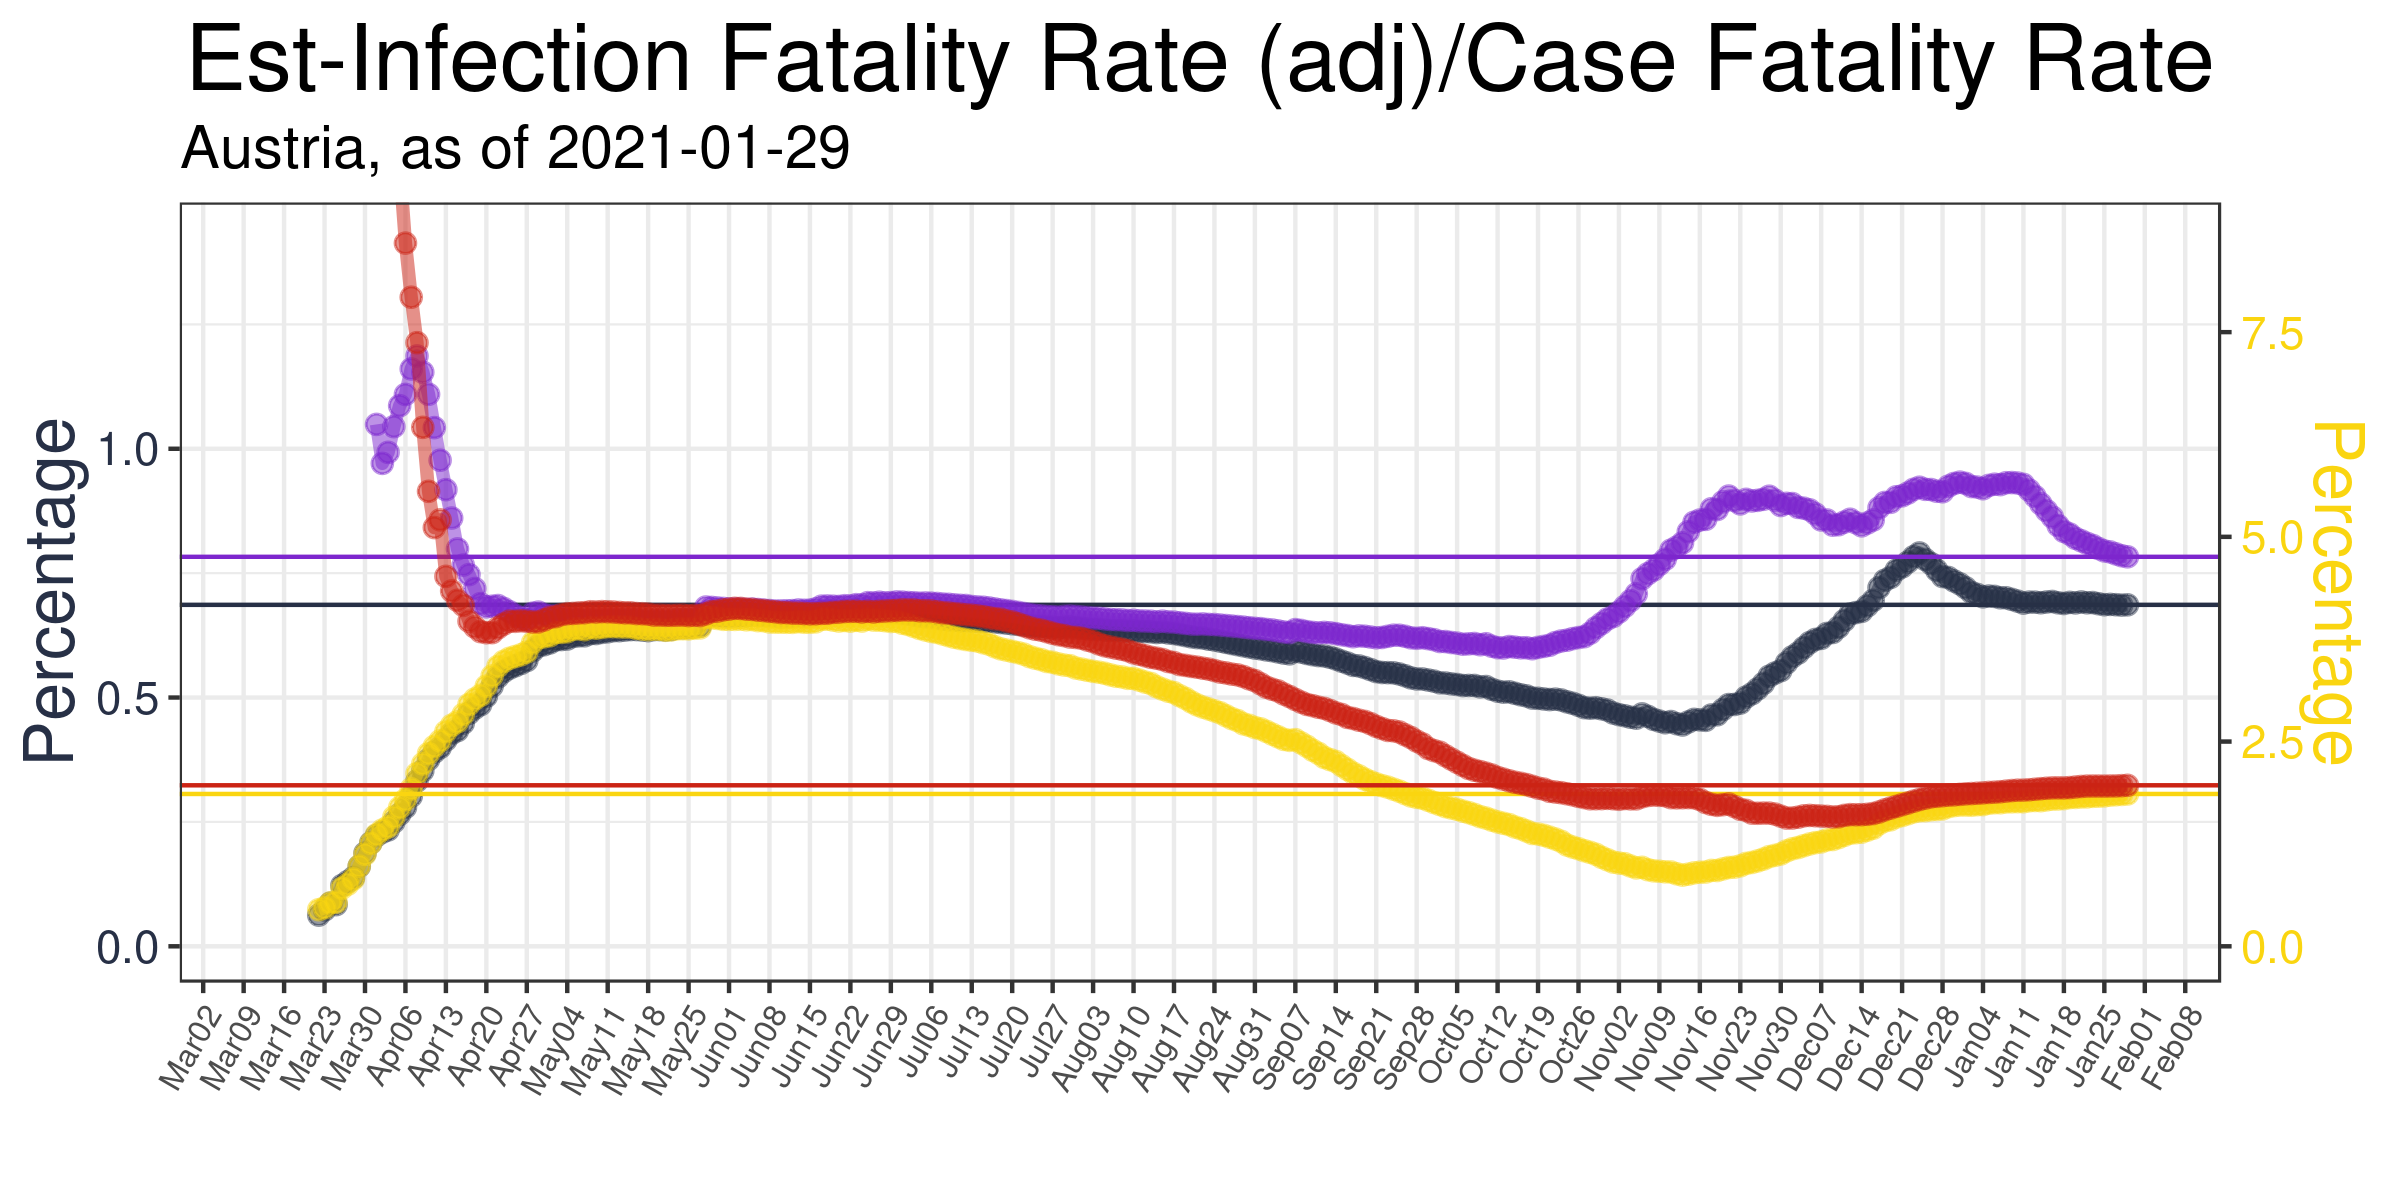 Est-Infection Fatality Rate (adj)/Case Fatality Rate
Austria, as of 2021-01-29
Percentage
1.0
0.5
0.0
7.5
5.0
2.5
0.0
Percentage
Mar02
Mar09
Mar16
Mar23
Mar30
Apr06
Apr13
Apr20
Apr27
May04
May11
May18
May25
Jun01
Jun08
Jun15
Jun22
Jun29
Jul06
Jul13
Jul20
Jul27
Aug03
Aug10
Aug17
Aug24
Aug31
Sep07
Sep14
Sep21
Sep28
Oct05
Oct12
Oct19
Oct26
Nov02
Nov09
Nov16
Nov23
Nov30
Dec07
Dec14
Dec21
Dec28
Jan04
Jan11
Jan18
Jan25
Feb01
Feb08